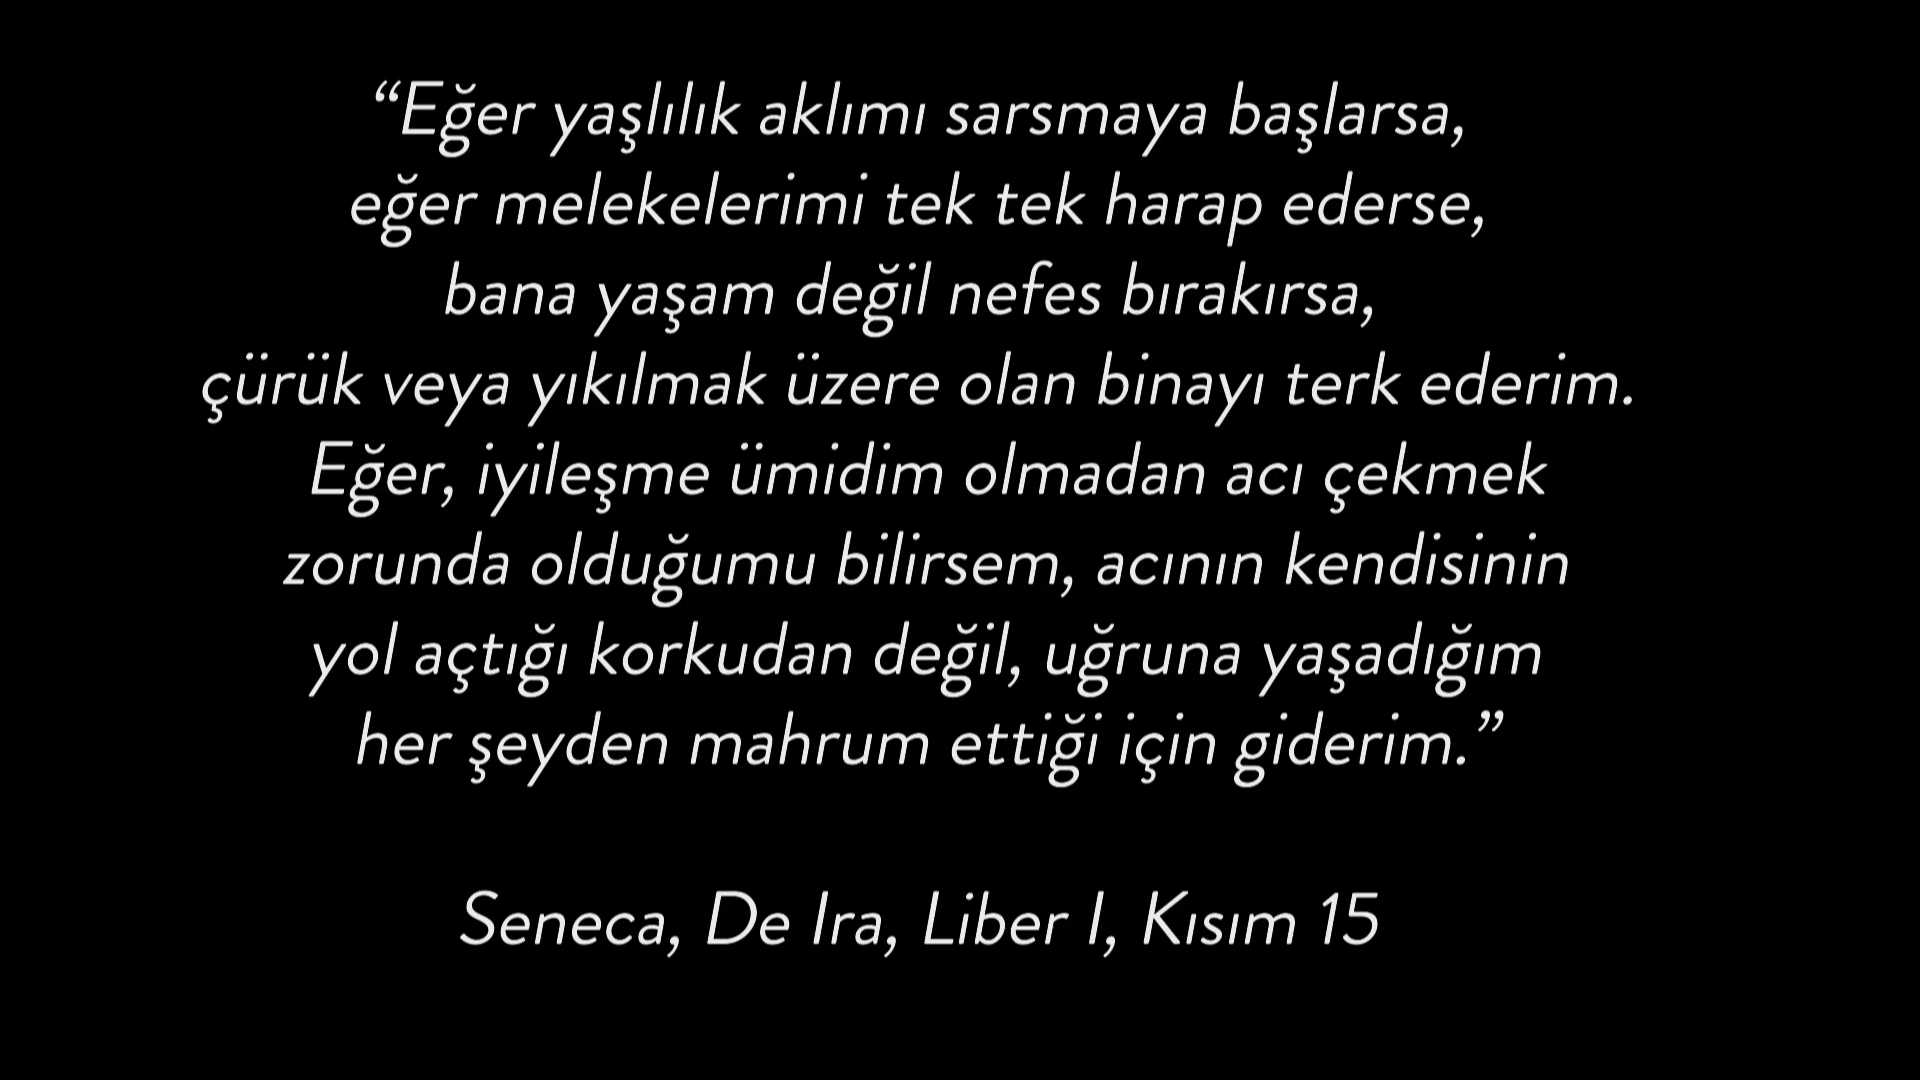 “Eğer yaşlılık aklımı sarsmaya başlarsa,
eğer melekelerimi tek tek harap ederse,
bana yaşam değil nefes bırakırsa,
çürük veya yıkılmak üzere olan binayı terk ederim.
Eğer, iyileşme ümidim olmadan acı çekmek
zorunda olduğumu bilirsem, acının kendisinin
yol açtığı korkudan değil, uğruna yaşadığım
her şeyden mahrum ettiği için giderim.”
Seneca, De Ira, Liber I, Kısım 15